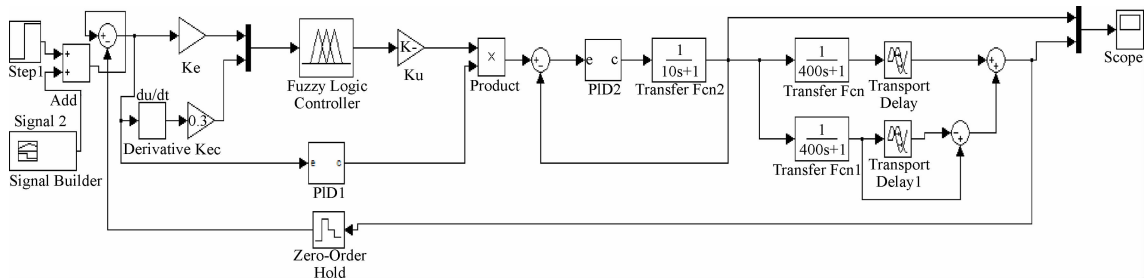 Step1
+
+
Add
Signal 2
Signal Builder
+
-
Ke
du/dt
Derivative
0.3
Kec
Fuzzy Logic
Controller
K-
Ku
×
Product
e c
PID1
Zero-Order
Hold
+
-
e c
PID2
1
10s+1
Transfer Fcn2
1
400s+1
Transfer Fcn
Transport
Delay
1
400s+1
Transfer Fcn1
Transport
Delay1
-
+
+
+
Scope